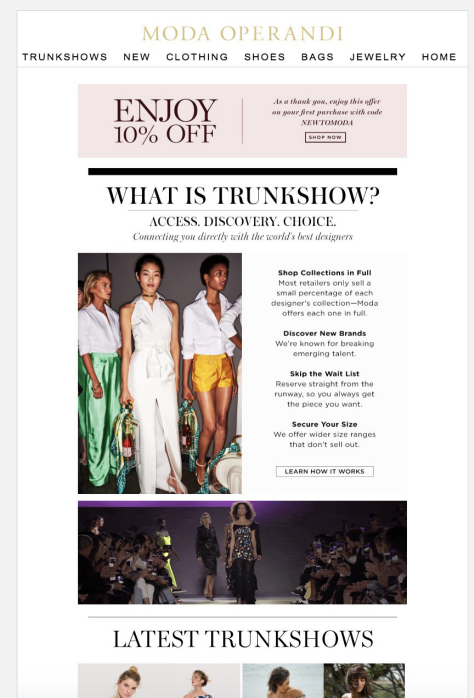 MODA OPERANDI
TRUNKSHOWS NEW CLOTHING SHOES BAGS JEWELRY HOME
ENJOY
10% OFF
As a thank you, enjoy this offer
on your first purchase with code
NEWTOMODA
SHOP NOW
WHAT IS TRUNKSHOW?
ACCESS. DISCOVERY. CHOICE.
Connecting you directly with the world's best designers
Shop Collections in Full
Most retailers only sell a
small percentage of each
designer's collection—Moda
offers each one in full.
Discover New Brands
We're known for breaking
emerging talent.
Skip the Wait List
Reserve straight from the
runway, so you always get
the piece you want.
Secure Your Size
We offer wider size ranges
that don't sell out.
LEARN HOW IT WORKS
LATEST TRUNKSHOWS